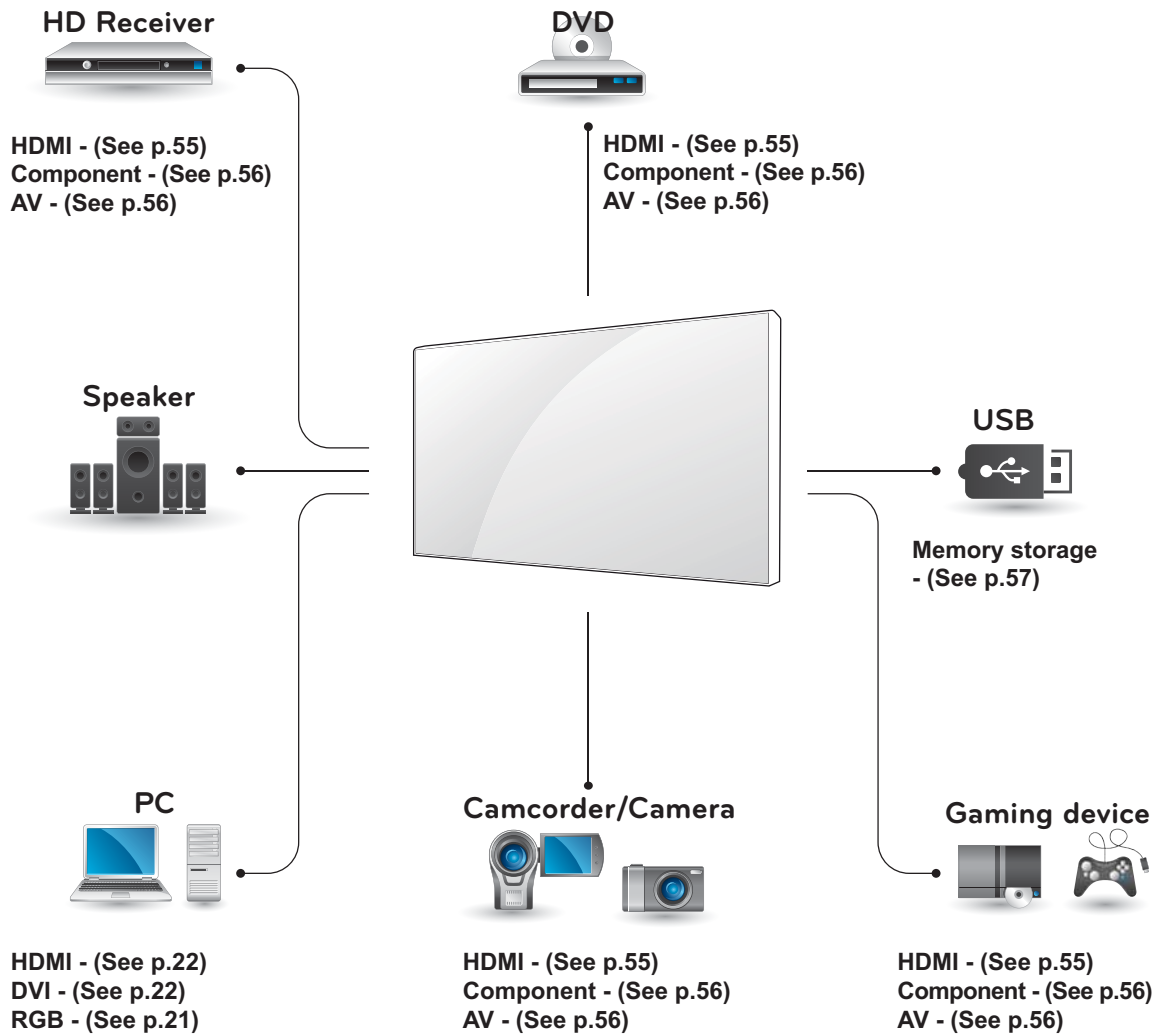 HD Receiver
HDMI - (See p.55)
Component - (See p.56)
AV - (See p.56)
DVD
HDMI - (See p.55)
Component - (See p.56)
AV - (See p.56)
Speaker
USB
Memory storage
- (See p.57)
PC
HDMI - (See p.22)
DVI - (See p.22)
RGB - (See p.21)
Camcorder/Camera
HDMI - (See p.55)
Component - (See p.56)
AV - (See p.56)
Gaming device
HDMI - (See p.55)
Component - (See p.56)
AV - (See p.56)